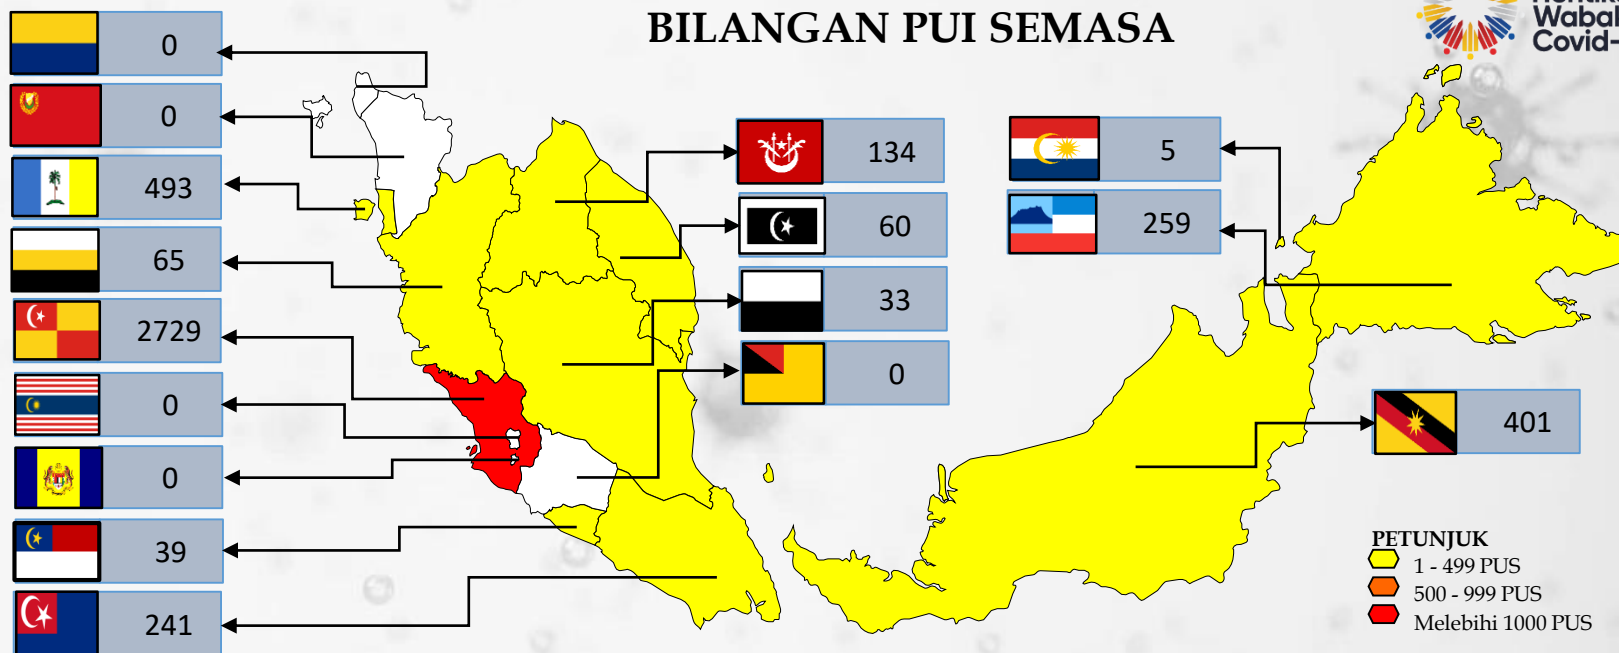 BILANGAN PUI SEMASA
Wabak
Covid-
0
0
493
65
2729
0
0
39
241
134
60
33
0
5
259
401
PETUNJUK
1 - 499 PUS
500 - 999 PUS
Melebihi 1000 PUS